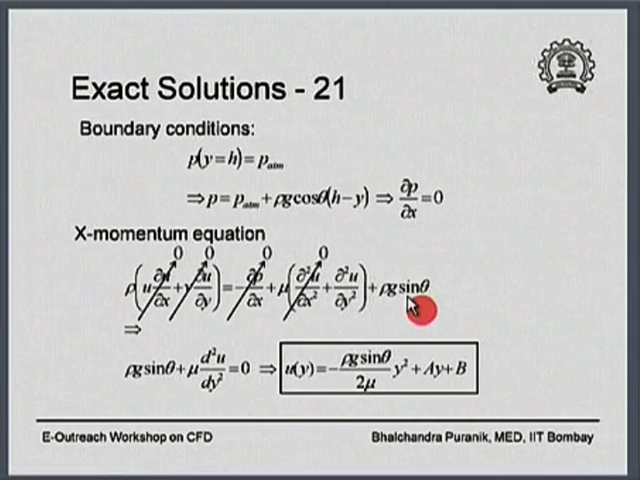 Exact Solutions - 21
Boundary conditions:
p(y = h) = p_atm
⇒ p = p_atm + ρg cosθ(h − y) ⇒ ∂p/∂x = 0
X-momentum equation
0 0 0 0
ρ(u ∂u/∂x + v ∂u/∂y) = −∂p/∂x + μ(∂²u/∂x² + ∂²u/∂y²) + ρg sinθ
⇒
ρg sinθ + μ d²u/dy² = 0 ⇒ u(y) = −(ρg sinθ/2μ) y² + Ay + B
E-Outreach Workshop on CFD
Bhalchandra Puranik, MED, IIT Bombay